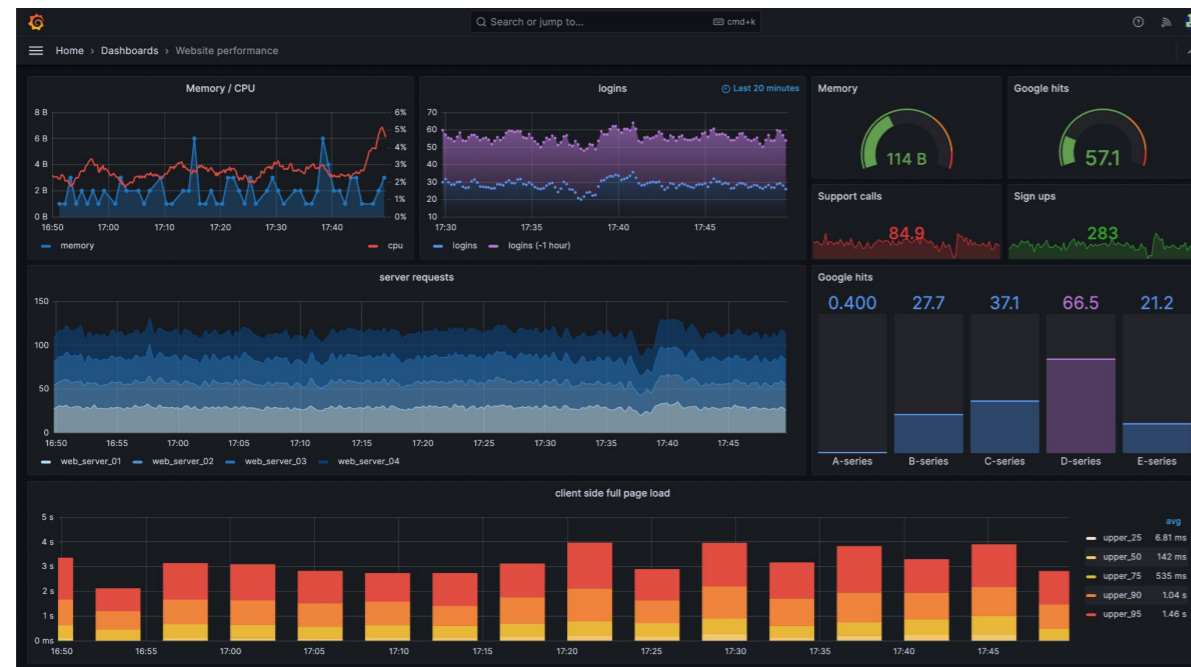 Search or jump to... cmd+k
Home › Dashboards › Website performance
Memory / CPU
8 B
6 B
4 B
2 B
0 B
6%
5%
4%
3%
2%
1%
0%
16:50 17:00 17:10 17:20 17:30 17:40
memory cpu
logins
Last 20 minutes
70
60
50
40
30
20
10
17:30 17:35 17:40 17:45
logins logins (-1 hour)
Memory
114 B
Google hits
57.1
Support calls
84.9
Sign ups
283
server requests
150
100
50
0
16:50 16:55 17:00 17:05 17:10 17:15 17:20 17:25 17:30 17:35 17:40 17:45
web_server_01 web_server_02 web_server_03 web_server_04
Google hits
0.400 27.7 37.1 66.5 21.2
A-series B-series C-series D-series E-series
client side full page load
5 s
4 s
3 s
2 s
1 s
0 ms
16:50 16:55 17:00 17:05 17:10 17:15 17:20 17:25 17:30 17:35 17:40 17:45
avg
upper_25 6.81 ms
upper_50 142 ms
upper_75 535 ms
upper_90 1.04 s
upper_95 1.46 s